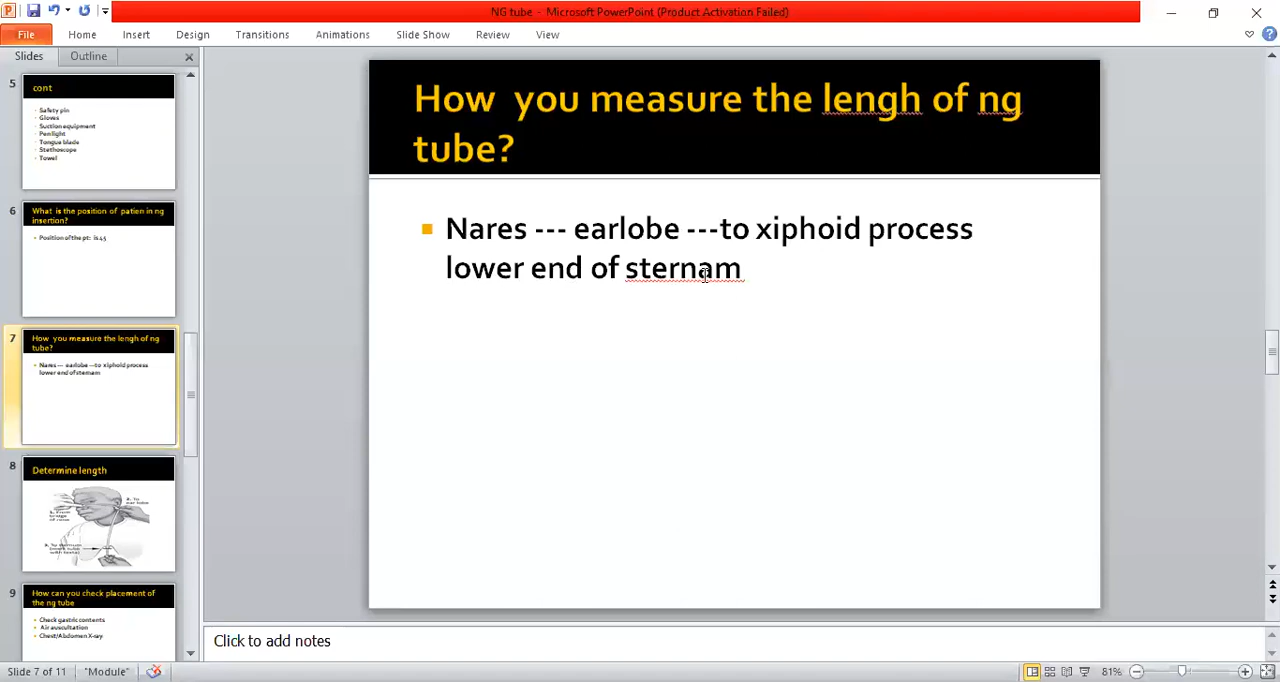 NG tube - Microsoft PowerPoint (Product Activation Failed)
File Home Insert Design Transitions Animations Slide Show Review View
Slides Outline
5
cont
Safety pin
Gloves
Suction equipment
Penlight
Tongue blade
Stethoscope
Towel
6
What is the position of patien in ng
insertion?
Position of the pt: is 45
7
How you measure the lengh of ng
tube?
Nares --- earlobe ---to xiphoid process
lower end of sternam
8
Determine length
9
How can you check placement of
the ng tube
Check gastric contents
Air auscultation
Chest/Abdomen X-ray
How you measure the lengh of ng
tube?
Nares --- earlobe ---to xiphoid process
lower end of sternam
Click to add notes
Slide 7 of 11 "Module" 81%